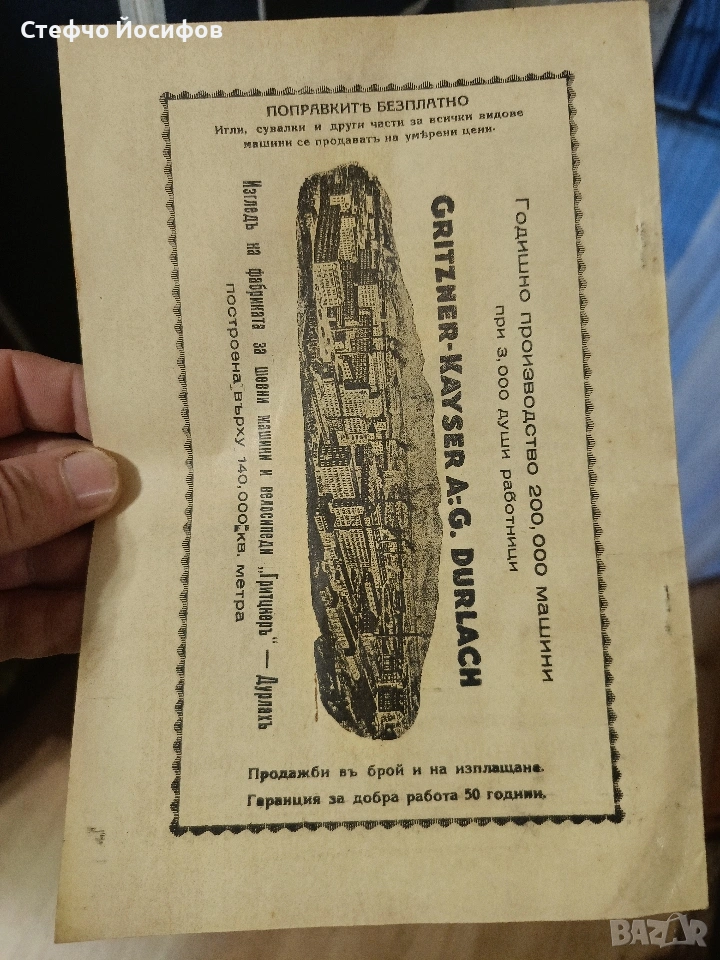 Стефчо Йосифов
ПОПРАВКИТѢ БЕЗПЛАТНО
Игли, сувалки и други части за всички видове
машини се продаватъ на умѣрени цени.
Годишно производство 200,000 машини
при 3,000 души работници
GRITZNER-KAYSER A.-G. DURLACH
Изгледъ на фабриката за шевни машини и велосипеди „Гритцнеръ" — Дурлахъ
построена върху 140,000 кв. метра
Продажби въ брой и на изплащане.
Гаранция за добра работа 50 години.
BAZAR